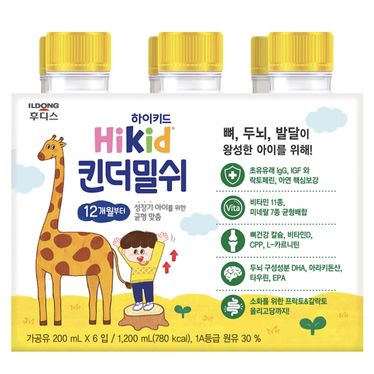 ILDONG
후디스
하이키드
HiKid
킨더밀쉬
12개월부터
성장기 아이를 위한
균형 맞춤
뼈, 두뇌, 발달이
왕성한 아이를 위해!
초유유래 IgG, IGF 와
락토페린, 아연 핵심보강
Vita
비타민 11종,
미네랄 7종 균형배합
뼈건강 칼슘, 비타민D,
CPP, L-카르니틴
두뇌 구성성분 DHA, 아라키돈산,
타우린, EPA
소화를 위한 프락토&갈락토
올리고당까지!
가공유 200 mL X 6 입 / 1,200 mL(780 kcal), 1A등급 원유 30 %